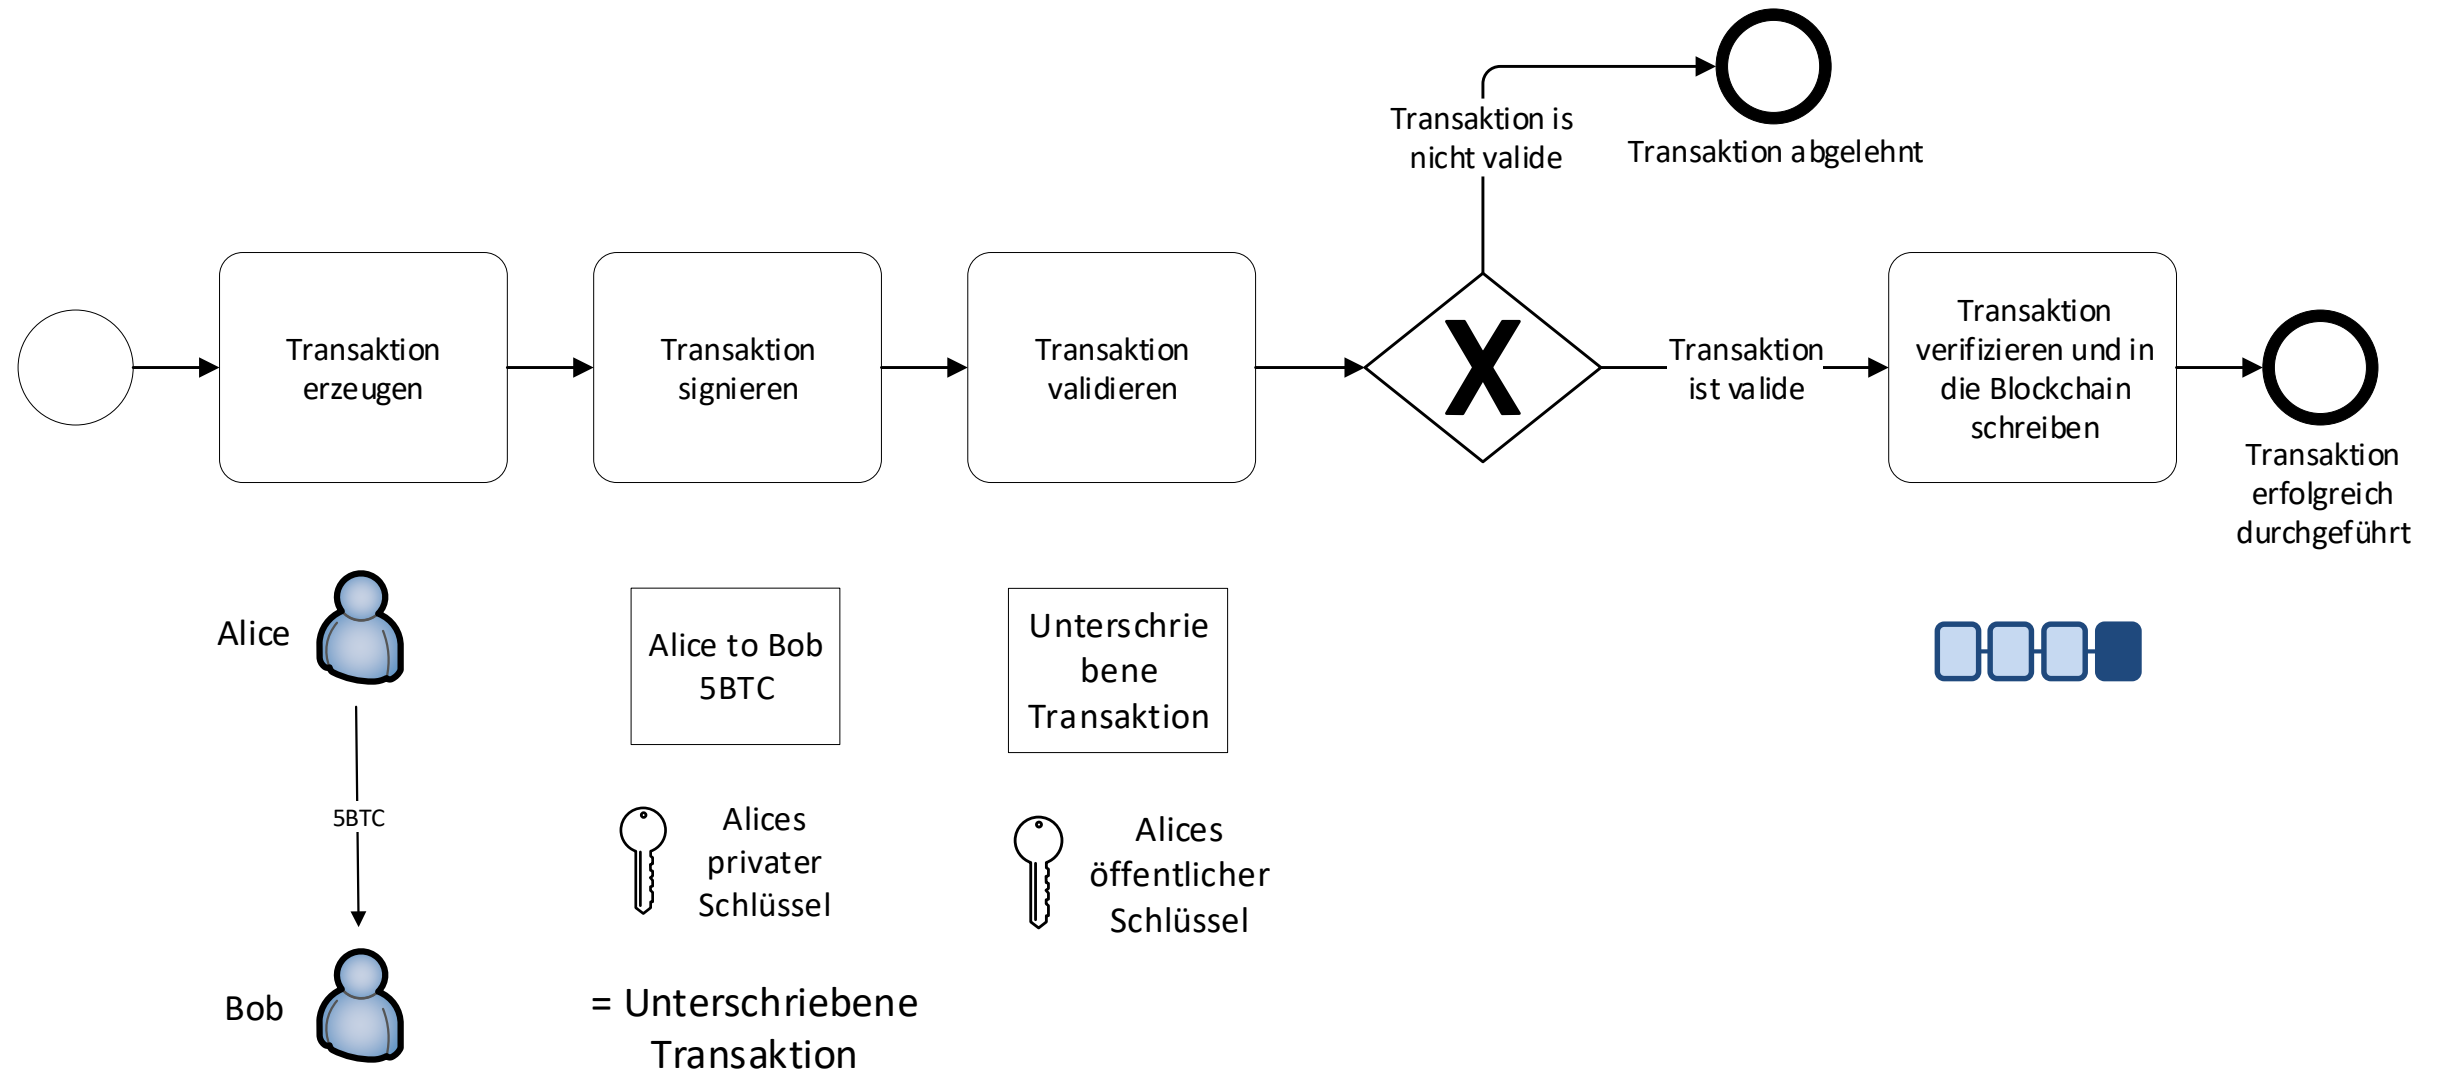 Transaktion is
nicht valide
Transaktion abgelehnt
Transaktion
erzeugen
Transaktion
signieren
Transaktion
validieren
X
Transaktion
ist valide
Transaktion
verifizieren und in
die Blockchain
schreiben
Transaktion
erfolgreich
durchgeführt
Alice
5BTC
Bob
Alice to Bob
5BTC
Alices
privater
Schlüssel
= Unterschriebene
Transaktion
Unterschrie
bene
Transaktion
Alices
öffentlicher
Schlüssel